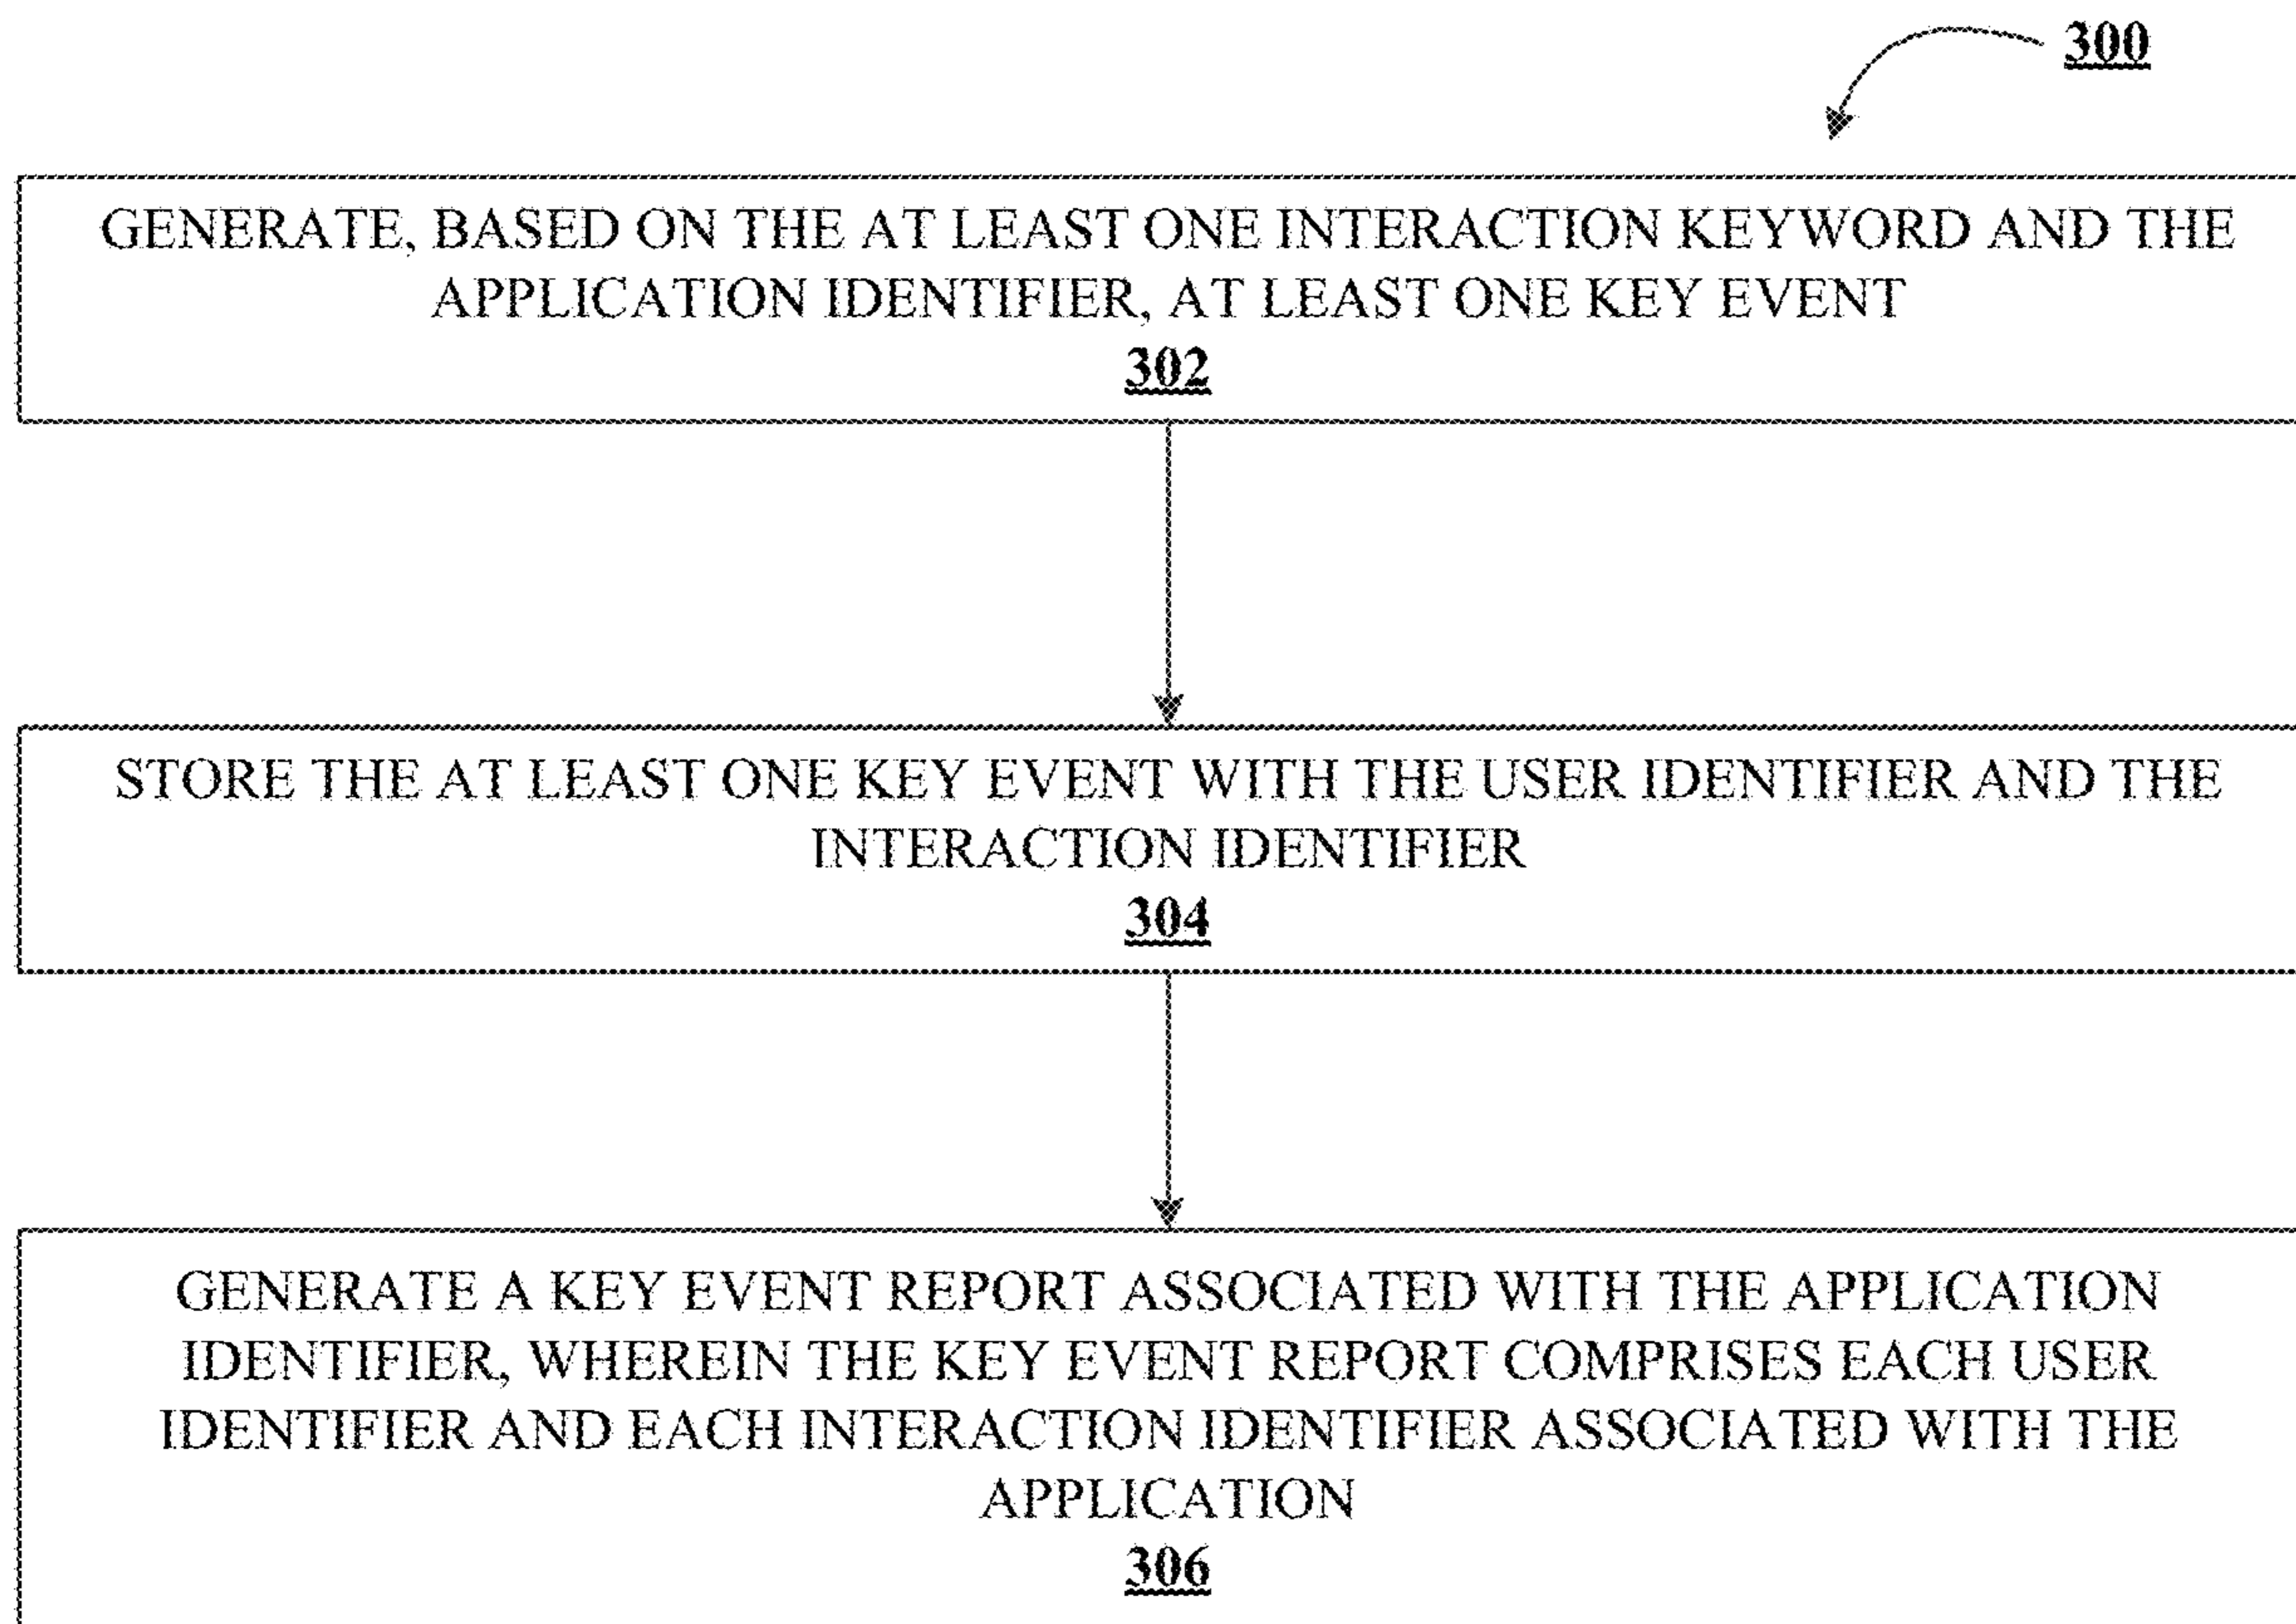 300
GENERATE, BASED ON THE AT LEAST ONE INTERACTION KEYWORD AND THE
APPLICATION IDENTIFIER, AT LEAST ONE KEY EVENT
302
STORE THE AT LEAST ONE KEY EVENT WITH THE USER IDENTIFIER AND THE
INTERACTION IDENTIFIER
304
GENERATE A KEY EVENT REPORT ASSOCIATED WITH THE APPLICATION
IDENTIFIER, WHEREIN THE KEY EVENT REPORT COMPRISES EACH USER
IDENTIFIER AND EACH INTERACTION IDENTIFIER ASSOCIATED WITH THE
APPLICATION
306